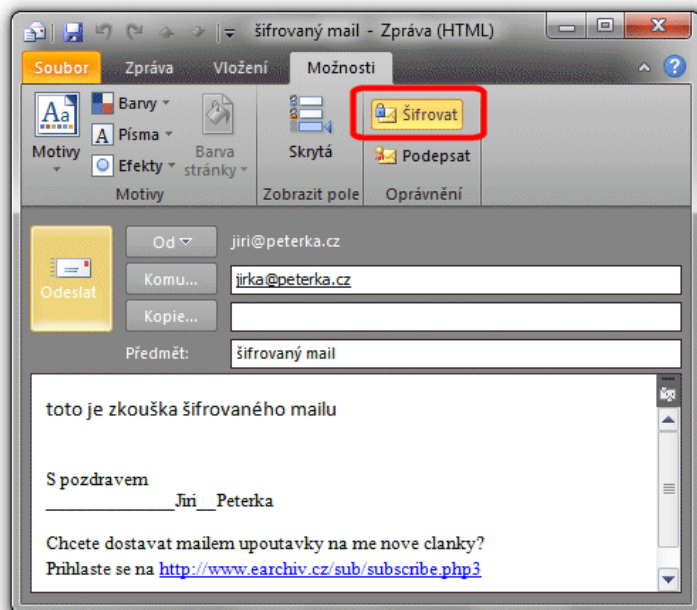 šifrovaný mail - Zpráva (HTML)
Soubor Zpráva Vložení Možnosti
Aa Barvy
A Písma
Efekty
Motivy
Barva stránky
Skrytá
Šifrovat
Podepsat
Motivy Zobrazit pole Oprávnění
Odeslat
Od jiri@peterka.cz
Komu... jirka@peterka.cz
Kopie...
Předmět: šifrovaný mail
toto je zkouška šifrovaného mailu
S pozdravem
_____________Jiri__Peterka
Chcete dostavat mailem upoutavky na me nove clanky?
Prihlaste se na http://www.earchiv.cz/sub/subscribe.php3